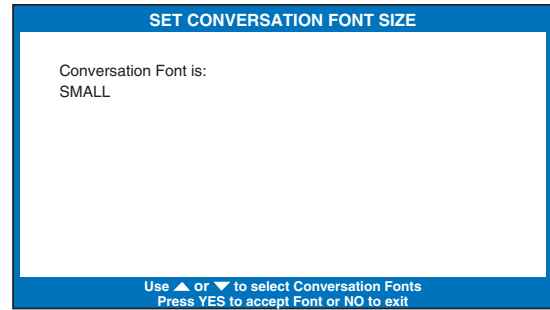 SET CONVERSATION FONT SIZE
Conversation Font is:
SMALL
Use ▲ or ▼ to select Conversation Fonts
Press YES to accept Font or NO to exit